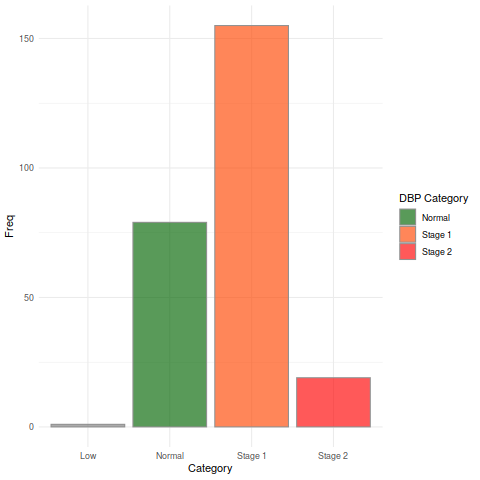 150
100
50
0
Freq
Low Normal Stage 1 Stage 2
Category
DBP Category
Normal
Stage 1
Stage 2